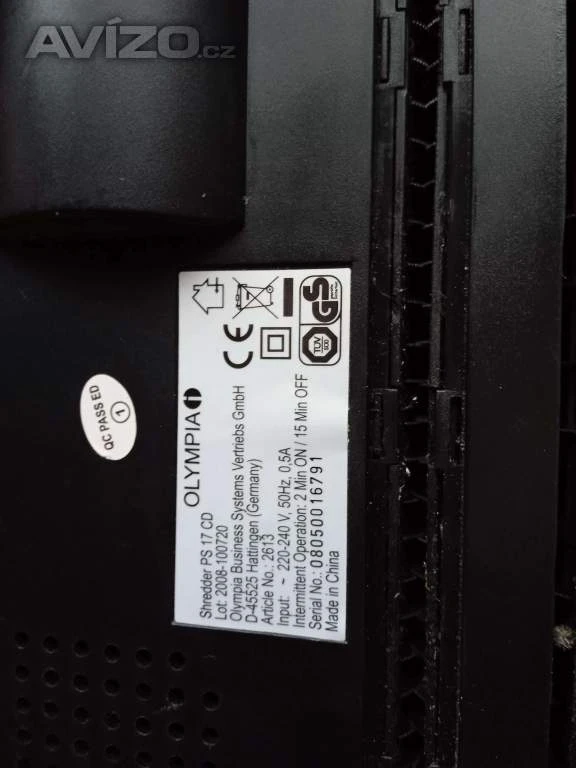 AVÍZO.cz
OLYMPIA
Shredder PS 17 CD
Lot: 2008-100720
Olympia Business Systems Vertriebs GmbH
D-45525 Hattingen (Germany)
Article No.: 2613
Input: ~ 220-240 V, 50Hz, 0,5A
Intermittent Operation: 2 Min ON / 15 Min OFF
Serial No.: 08050016791
Made in China
CE
TÜV
GS
QC PASSED
1